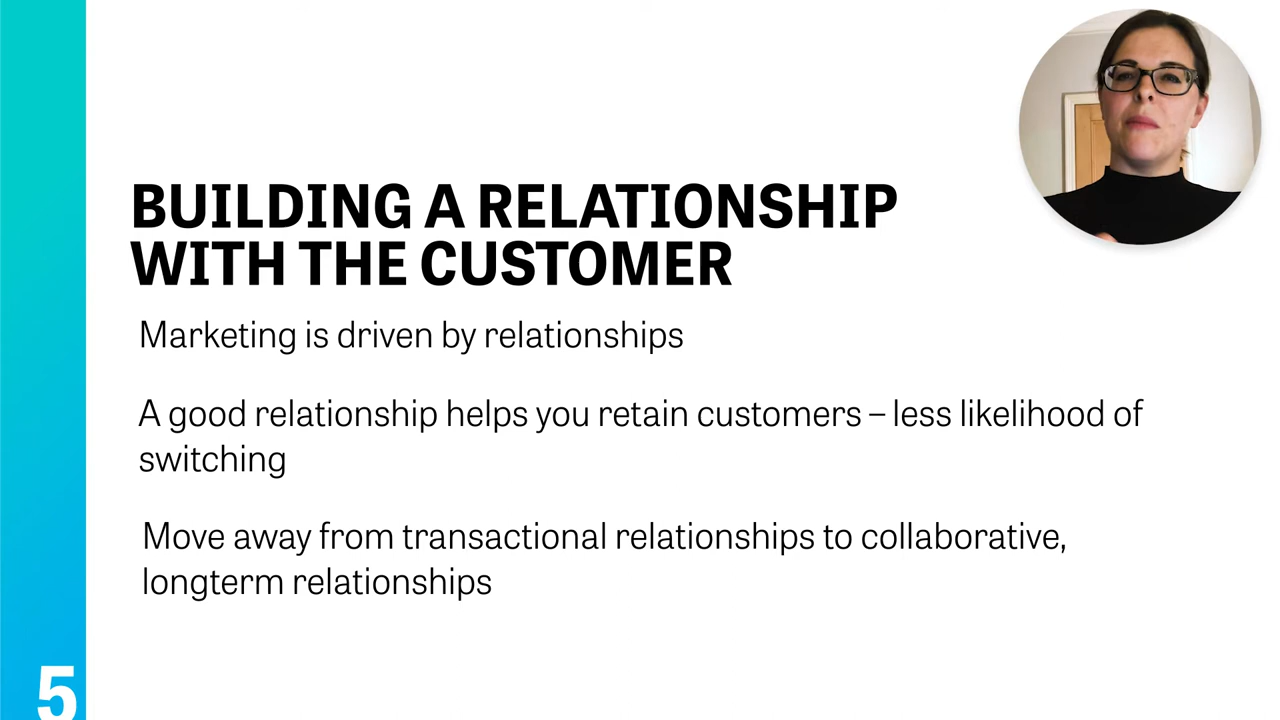 BUILDING A RELATIONSHIP
WITH THE CUSTOMER
Marketing is driven by relationships
A good relationship helps you retain customers – less likelihood of
switching
Move away from transactional relationships to collaborative,
longterm relationships
5